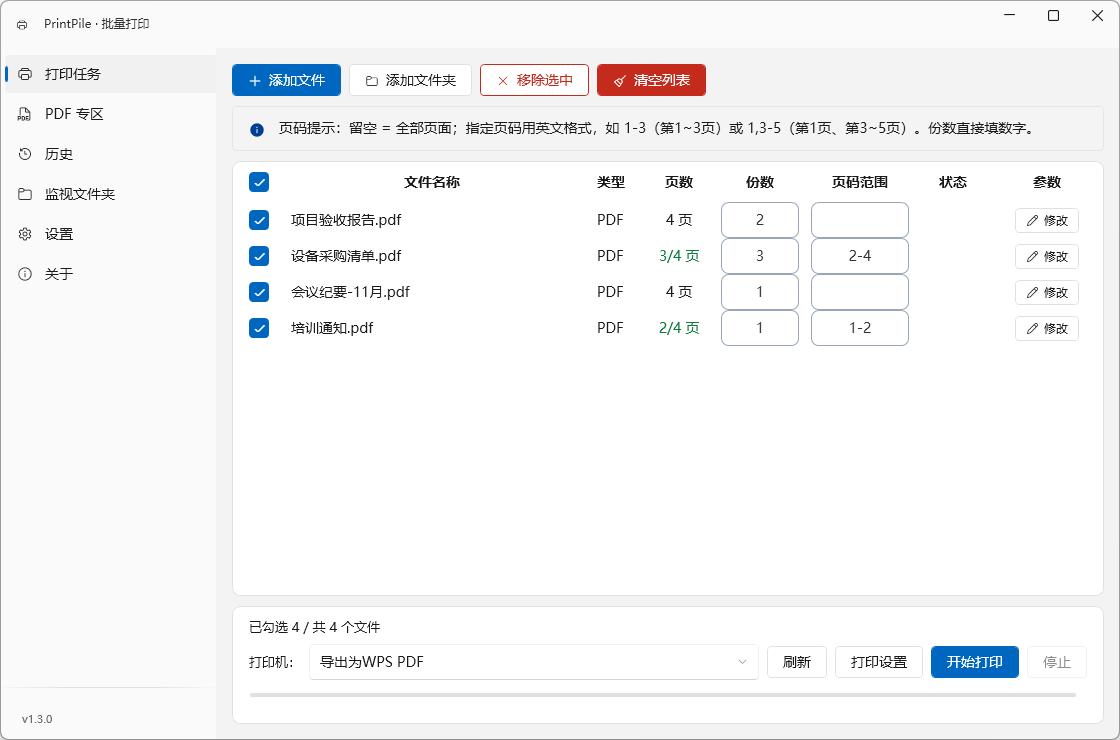 PrintPile · 批量打印
打印任务
PDF 专区
历史
监视文件夹
设置
关于
v1.3.0
添加文件 添加文件夹 移除选中 清空列表
页码提示：留空 = 全部页面；指定页码用英文格式，如 1-3（第1~3页）或 1,3-5（第1页、第3~5页）。份数直接填数字。
文件名称 类型 页数 份数 页码范围 状态 参数
项目验收报告.pdf PDF 4 页 2 修改
设备采购清单.pdf PDF 3/4 页 3 2-4 修改
会议纪要-11月.pdf PDF 4 页 1 修改
培训通知.pdf PDF 2/4 页 1 1-2 修改
已勾选 4 / 共 4 个文件
打印机： 导出为WPS PDF 刷新 打印设置 开始打印 停止